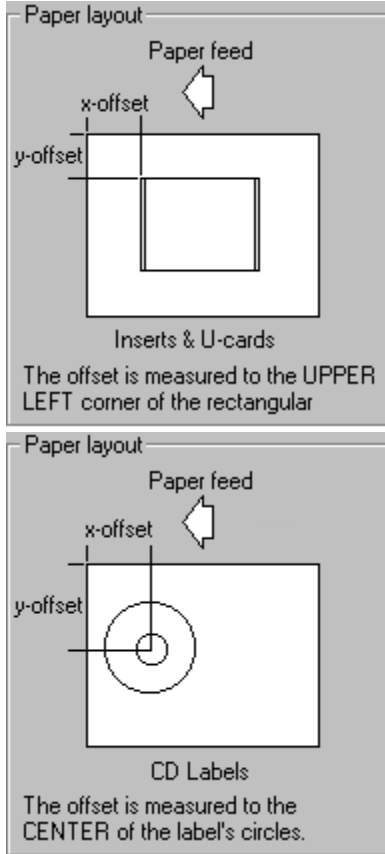 Paper layout
Paper feed
x-offset
y-offset
Inserts & U-cards
The offset is measured to the UPPER
LEFT corner of the rectangular
Paper layout
Paper feed
x-offset
y-offset
CD Labels
The offset is measured to the
CENTER of the label's circles.